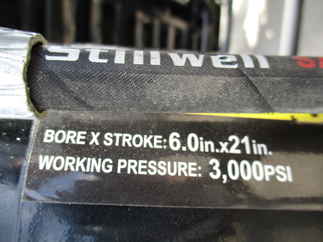 Stillwell
BORE X STROKE: 6.0in.x21in.
WORKING PRESSURE: 3,000PSI